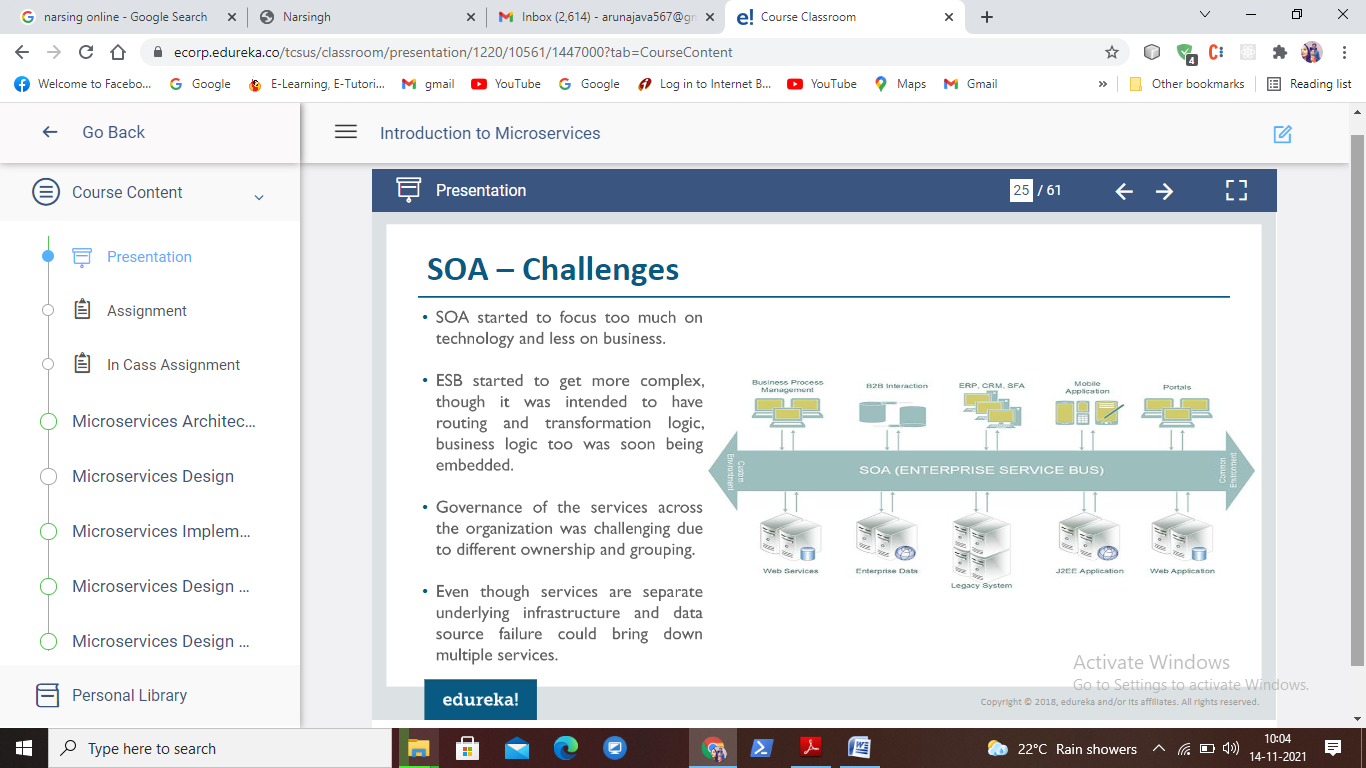 narsing online - Google Search
Narsingh
Inbox (2,614) - arunajava567@gm
Course Classroom
ecorp.edureka.co/tcsus/classroom/presentation/1220/10561/1447000?tab=CourseContent
4
Welcome to Facebo...
Google
E-Learning, E-Tutori...
gmail
YouTube
Google
Log in to Internet B...
YouTube
Maps
Gmail
»
Other bookmarks
Reading list
Go Back
Introduction to Microservices
Course Content
Presentation
Assignment
In Cass Assignment
Microservices Architec...
Microservices Design
Microservices Implem...
Microservices Design ...
Microservices Design ...
Personal Library
Presentation
25 / 61
SOA – Challenges
• SOA started to focus too much on
technology and less on business.
• ESB started to get more complex,
though it was intended to have
routing and transformation logic,
business logic too was soon being
embedded.
• Governance of the services across
the organization was challenging due
to different ownership and grouping.
• Even though services are separate
underlying infrastructure and data
source failure could bring down
multiple services.
Business Process
Management
B2B Interaction
ERP, CRM, SFA
Mobile
Application
Portals
SOA (ENTERPRISE SERVICE BUS)
Common
Environment
Web Services
Enterprise Data
Legacy System
J2EE Application
Web Application
edureka!
Copyright © 2018, edureka and/or its affiliates. All rights reserved.
Activate Windows
Go to Settings to activate Windows.
Type here to search
22°C Rain showers
10:04
14-11-2021